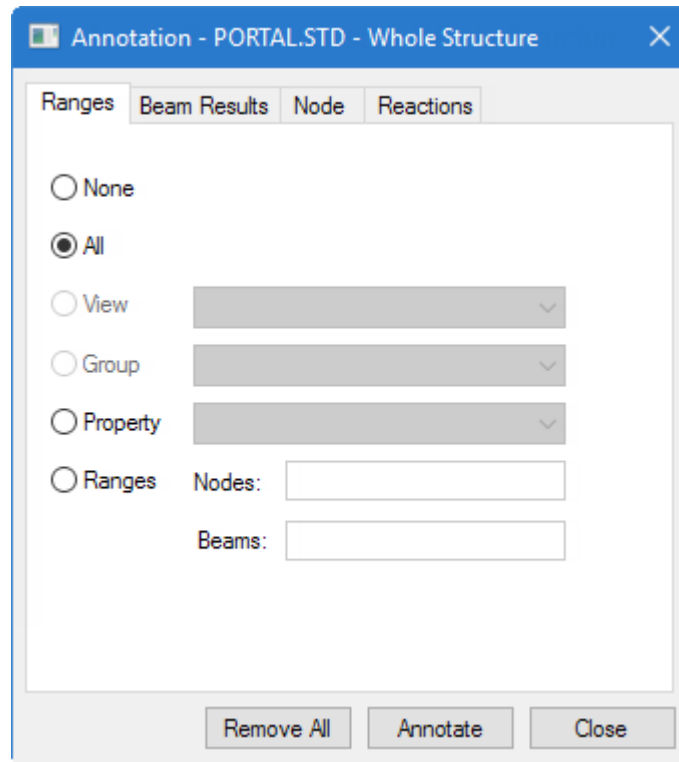 Annotation - PORTAL.STD - Whole Structure
Ranges Beam Results Node Reactions
None
All
View
Group
Property
Ranges Nodes:
Beams:
Remove All Annotate Close